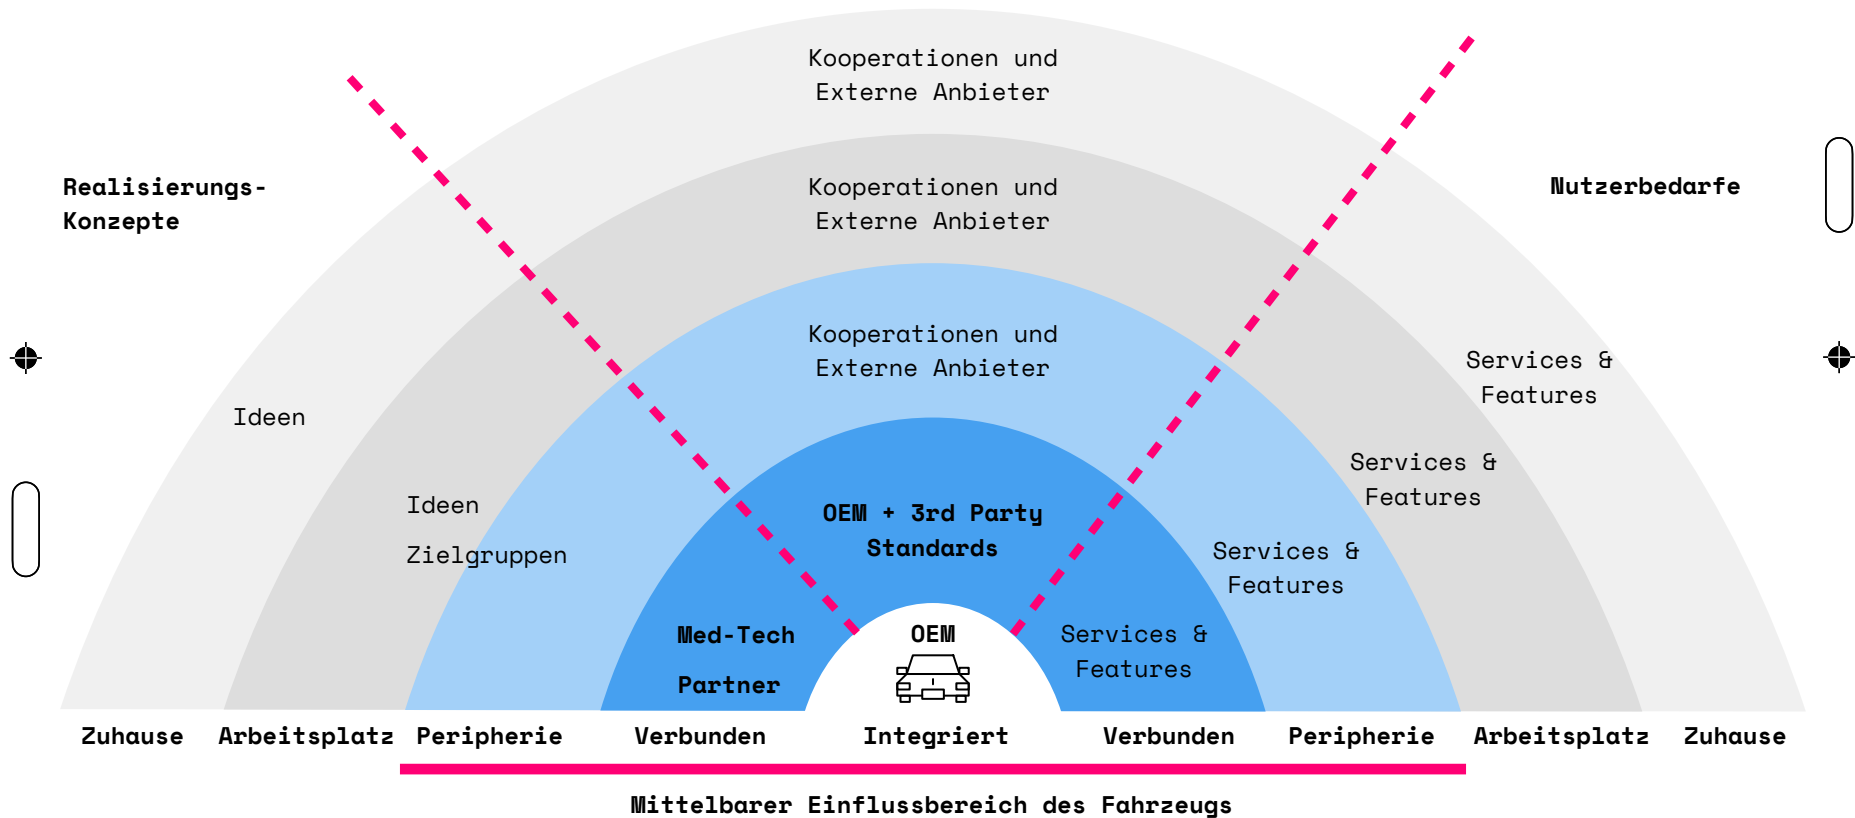 Kooperationen und
Externe Anbieter
Realisierungs-
Konzepte
Kooperationen und
Externe Anbieter
Nutzerbedarfe
Kooperationen und
Externe Anbieter
Services &
Features
Ideen
Services &
Features
Ideen
Zielgruppen
OEM + 3rd Party
Standards
Services &
Features
Med-Tech
Partner
OEM
Services &
Features
Zuhause Arbeitsplatz Peripherie Verbunden Integriert Verbunden Peripherie Arbeitsplatz Zuhause
Mittelbarer Einflussbereich des Fahrzeugs